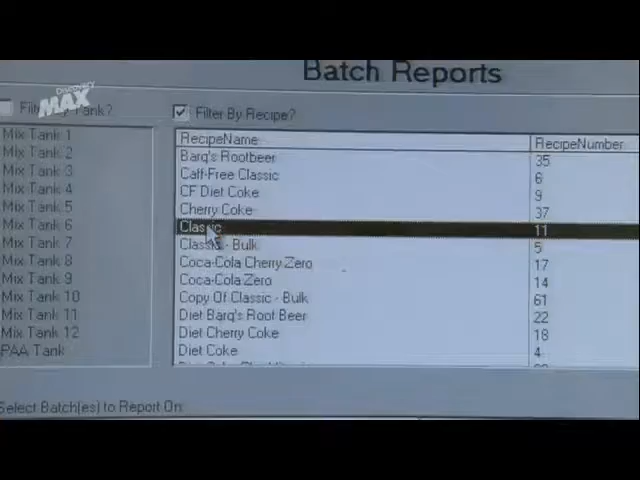 Discovery
MAX
Batch Reports
Filter By Tank?
Filter By Recipe?
Mix Tank 1
Mix Tank 2
Mix Tank 3
Mix Tank 4
Mix Tank 5
Mix Tank 6
Mix Tank 7
Mix Tank 8
Mix Tank 9
Mix Tank 10
Mix Tank 11
Mix Tank 12
PAA Tank
RecipeName RecipeNumber
Barq's Rootbeer 35
Caff-Free Classic 6
CF Diet Coke 9
Cherry Coke 37
Classic 11
Classic - Bulk 5
Coca-Cola Cherry Zero 17
Coca-Cola Zero 14
Copy Of Classic - Bulk 61
Diet Barq's Root Beer 22
Diet Cherry Coke 18
Diet Coke 4
Select Batch(es) to Report On: